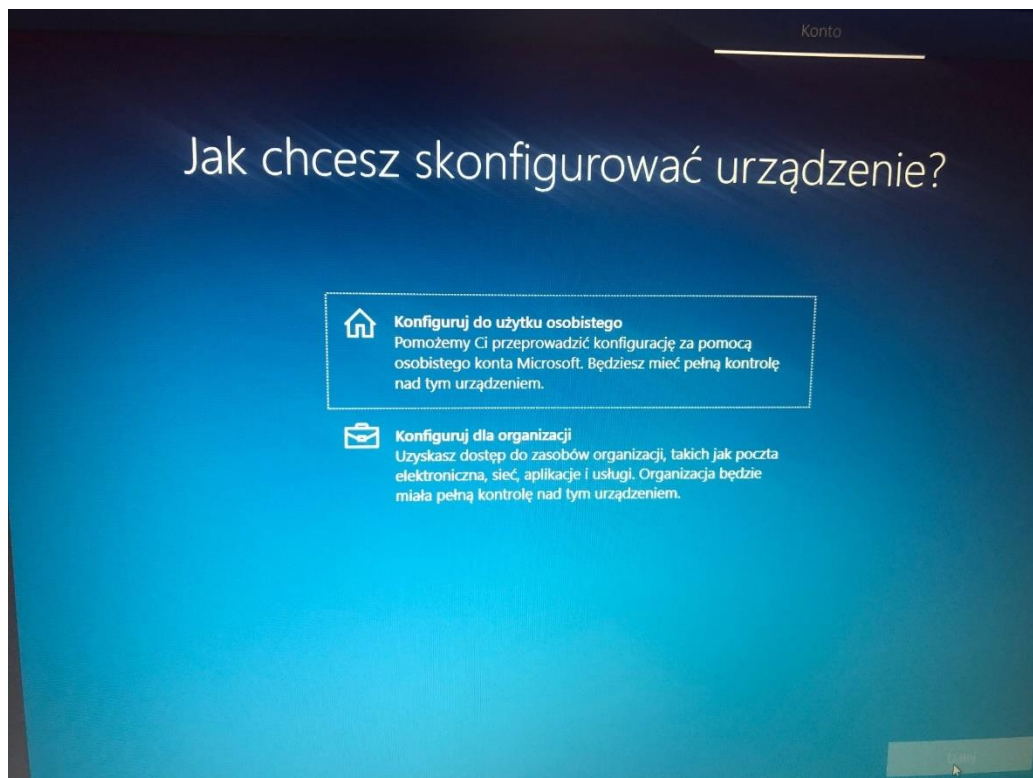 Konto
Jak chcesz skonfigurować urządzenie?
Konfiguruj do użytku osobistego
Pomożemy Ci przeprowadzić konfigurację za pomocą
osobistego konta Microsoft. Będziesz mieć pełną kontrolę
nad tym urządzeniem.
Konfiguruj dla organizacji
Uzyskasz dostęp do zasobów organizacji, takich jak poczta
elektroniczna, sieć, aplikacje i usługi. Organizacja będzie
miała pełną kontrolę nad tym urządzeniem.